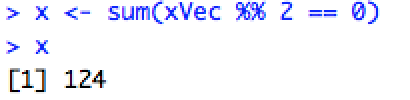 > x <- sum(xVec %% 2 == 0)
> x
[1] 124